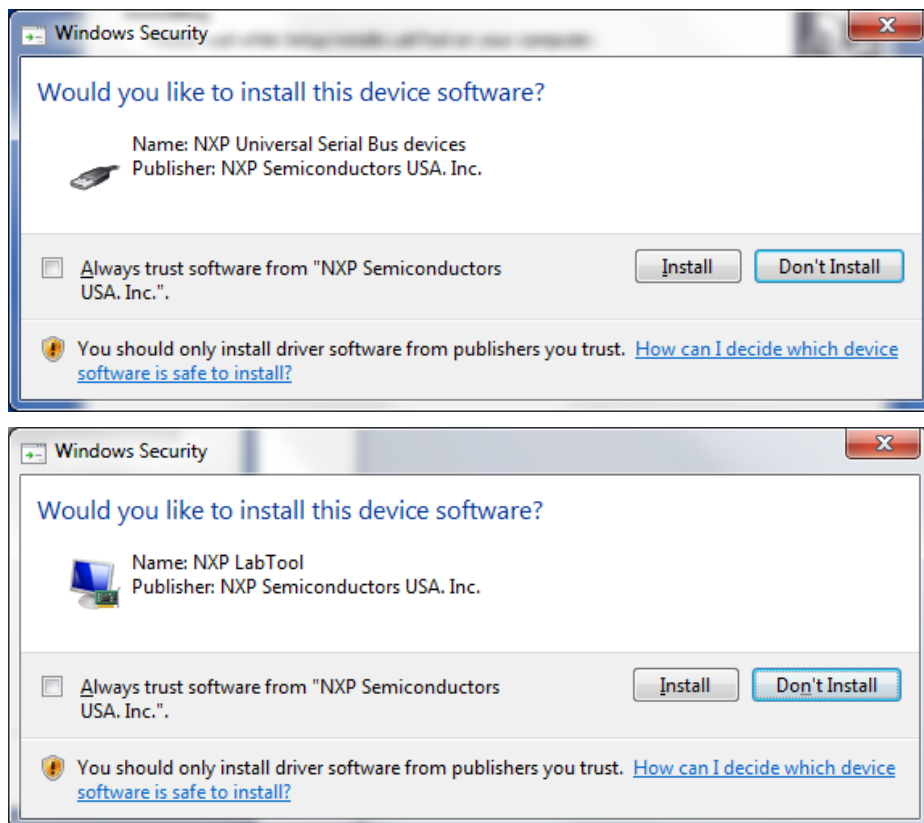 Windows Security
Would you like to install this device software?
Name: NXP Universal Serial Bus devices
Publisher: NXP Semiconductors USA. Inc.
Always trust software from "NXP Semiconductors
USA. Inc.".
Install
Don't Install
You should only install driver software from publishers you trust. How can I decide which device
software is safe to install?
Windows Security
Would you like to install this device software?
Name: NXP LabTool
Publisher: NXP Semiconductors USA. Inc.
Always trust software from "NXP Semiconductors
USA. Inc.".
Install
Don't Install
You should only install driver software from publishers you trust. How can I decide which device
software is safe to install?